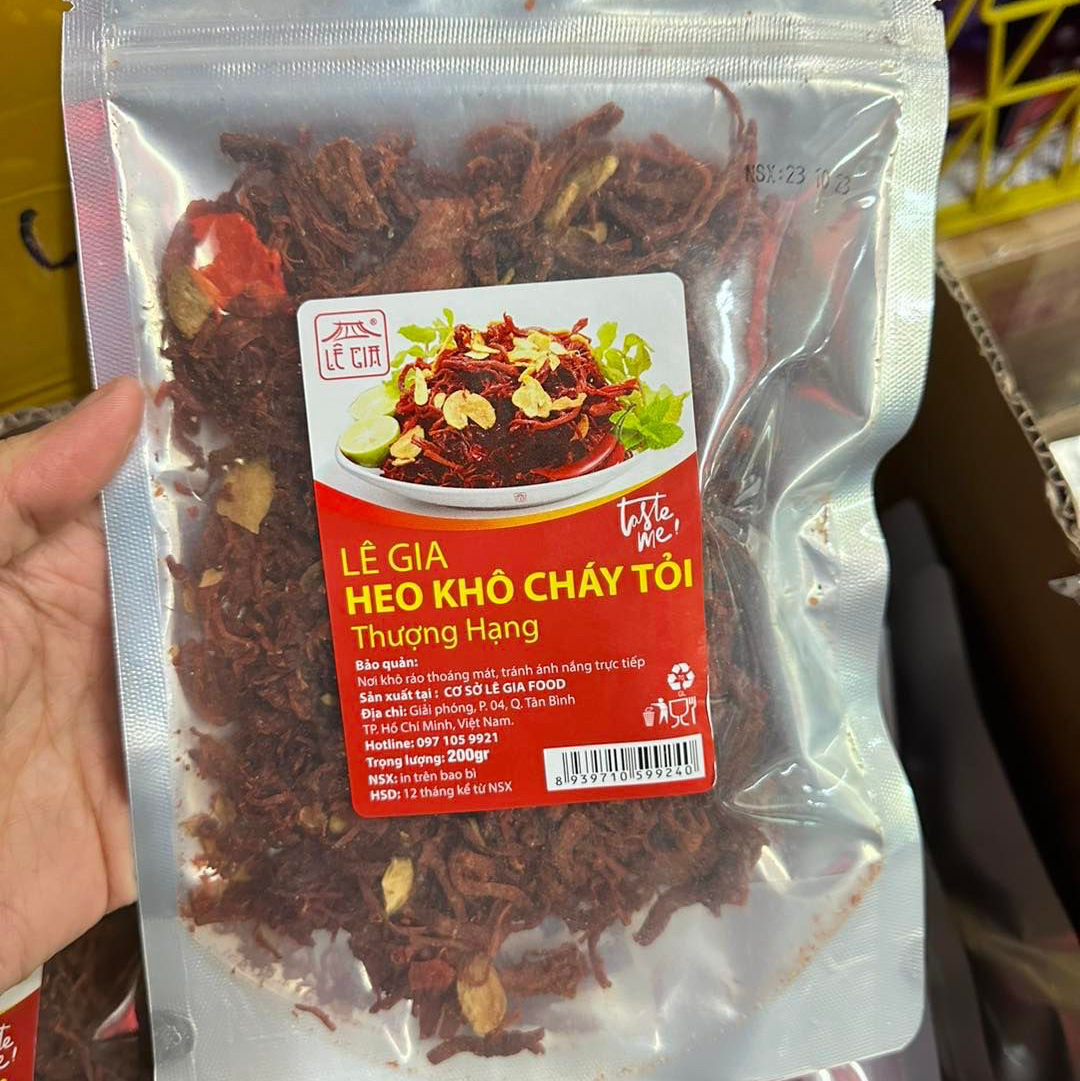 NSX:23 10 23
LÊ GIA
®
taste
me!
LÊ GIA
HEO KHÔ CHÁY TỎI
Thượng Hạng
Bảo quản:
Nơi khô ráo thoáng mát, tránh ánh nắng trực tiếp
Sản xuất tại : CƠ SỞ LÊ GIA FOOD
Địa chỉ: Giải phóng, P. 04, Q. Tân Bình
TP. Hồ Chí Minh, Việt Nam.
Hotline: 097 105 9921
Trọng lượng: 200gr
NSX: in trên bao bì
HSD: 12 tháng kể từ NSX
8 939710 599240